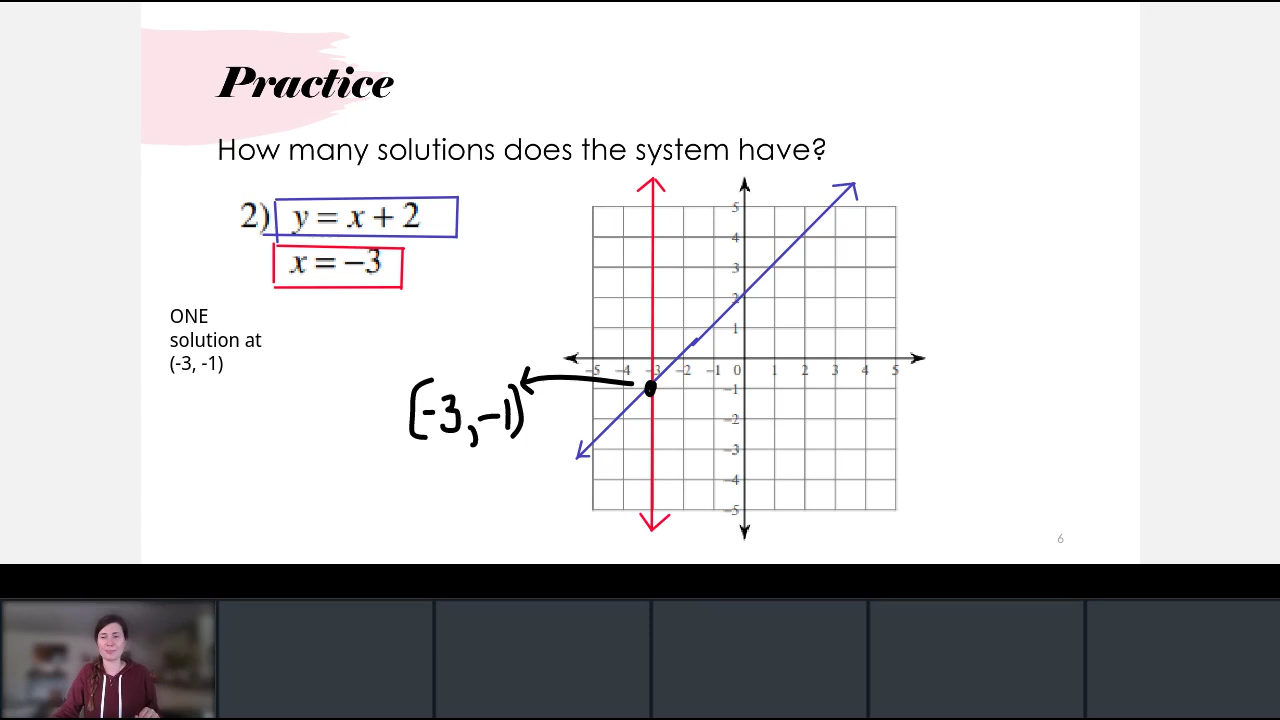 Practice
How many solutions does the system have?
2) y = x + 2
x = −3
ONE
solution at
(-3, -1)
(-3, -1)
5
4
3
2
1
-5 -4 -3 -2 -1 0 1 2 3 4 5
-1
-2
-3
-4
-5
6